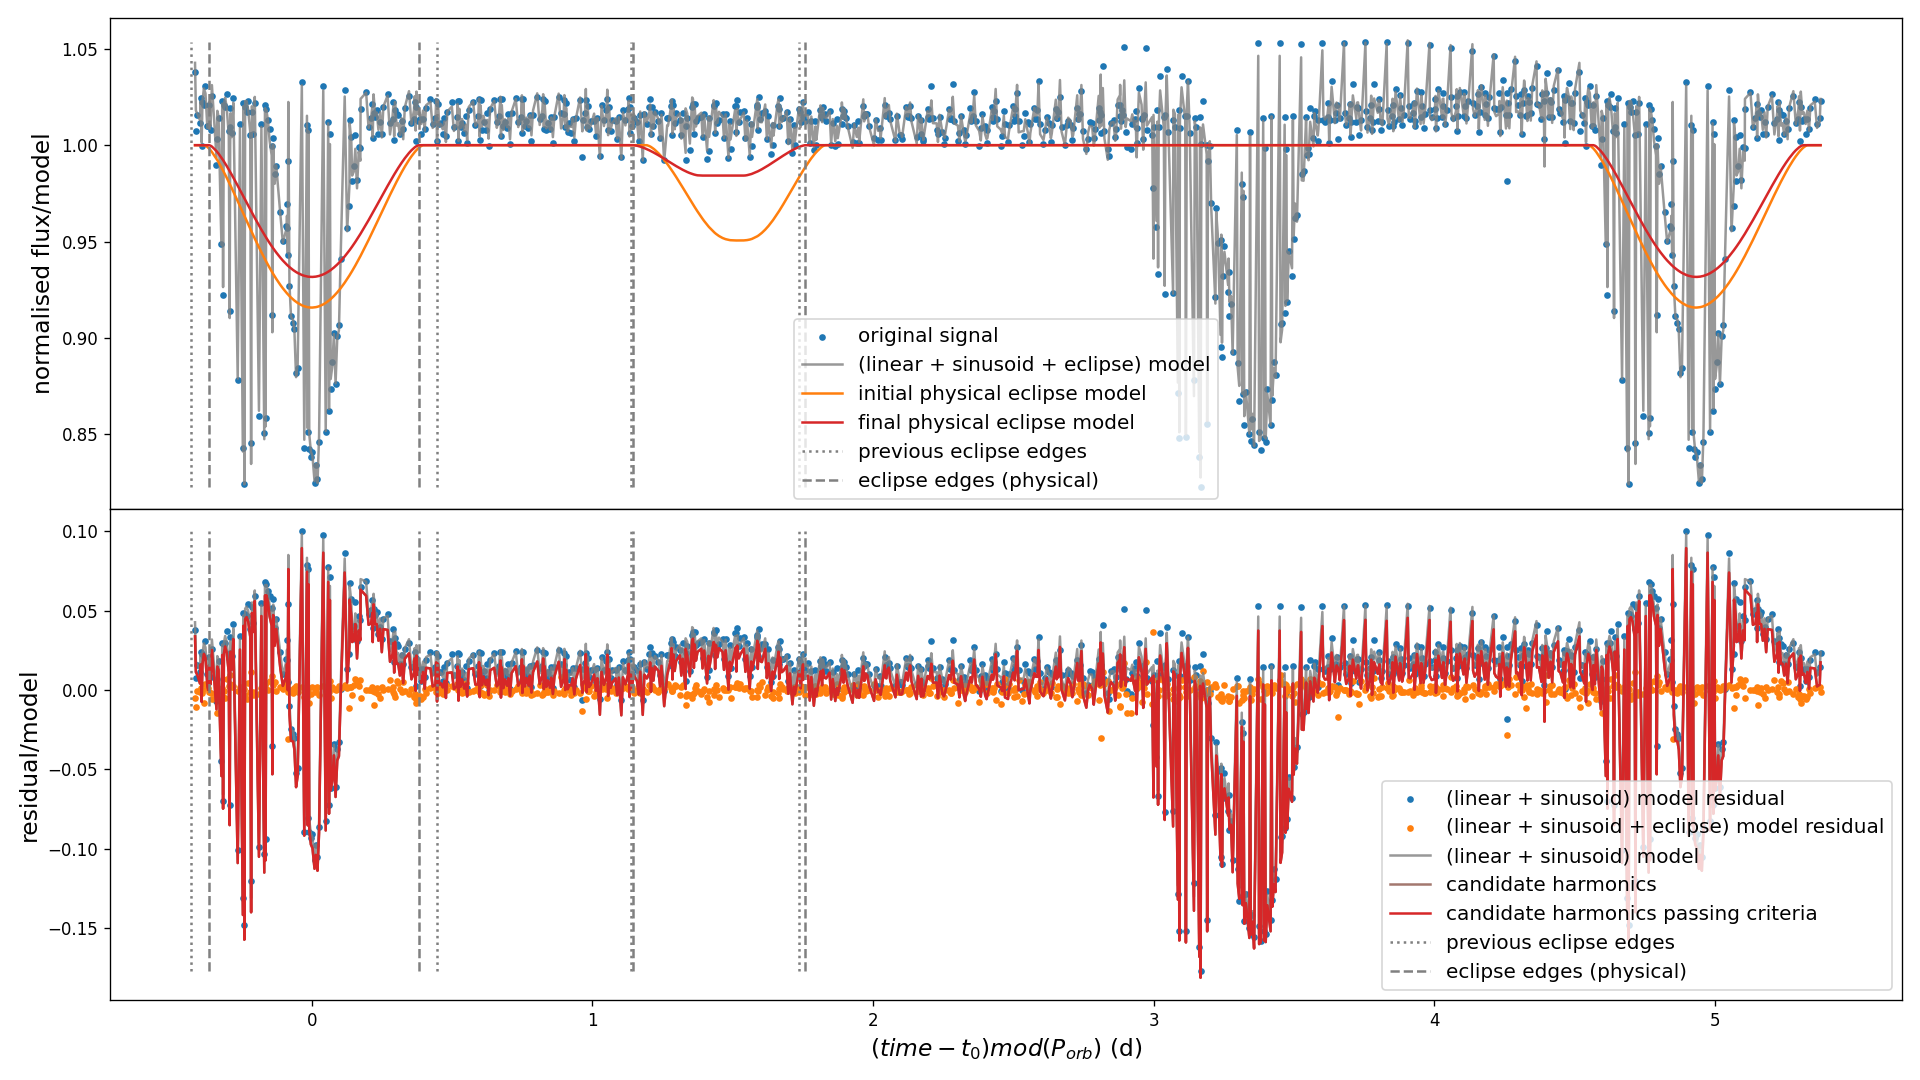 normalised flux/model
1.05
1.00
0.95
0.90
0.85
original signal
(linear + sinusoid + eclipse) model
initial physical eclipse model
final physical eclipse model
previous eclipse edges
eclipse edges (physical)
residual/model
0.10
0.05
0.00
−0.05
−0.10
−0.15
(linear + sinusoid) model residual
(linear + sinusoid + eclipse) model residual
(linear + sinusoid) model
candidate harmonics
candidate harmonics passing criteria
previous eclipse edges
eclipse edges (physical)
0 1 2 3 4 5
(time − t₀)mod(Pₒᵣb) (d)